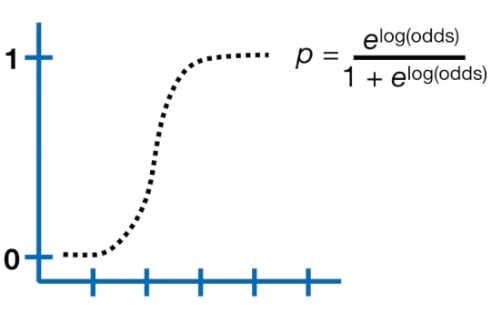 1
p = e^log(odds) / 1 + e^log(odds)
0